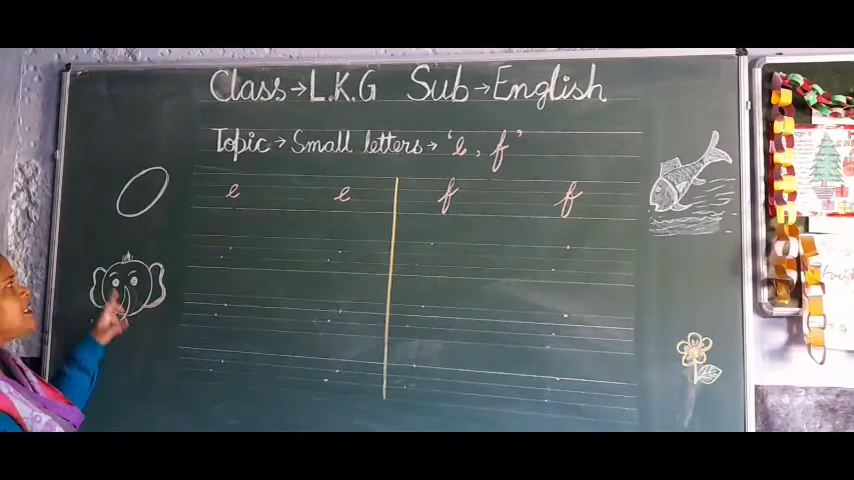 Class→L.K.G Sub→English
Topic→Small letters→'e, f'
e e f f